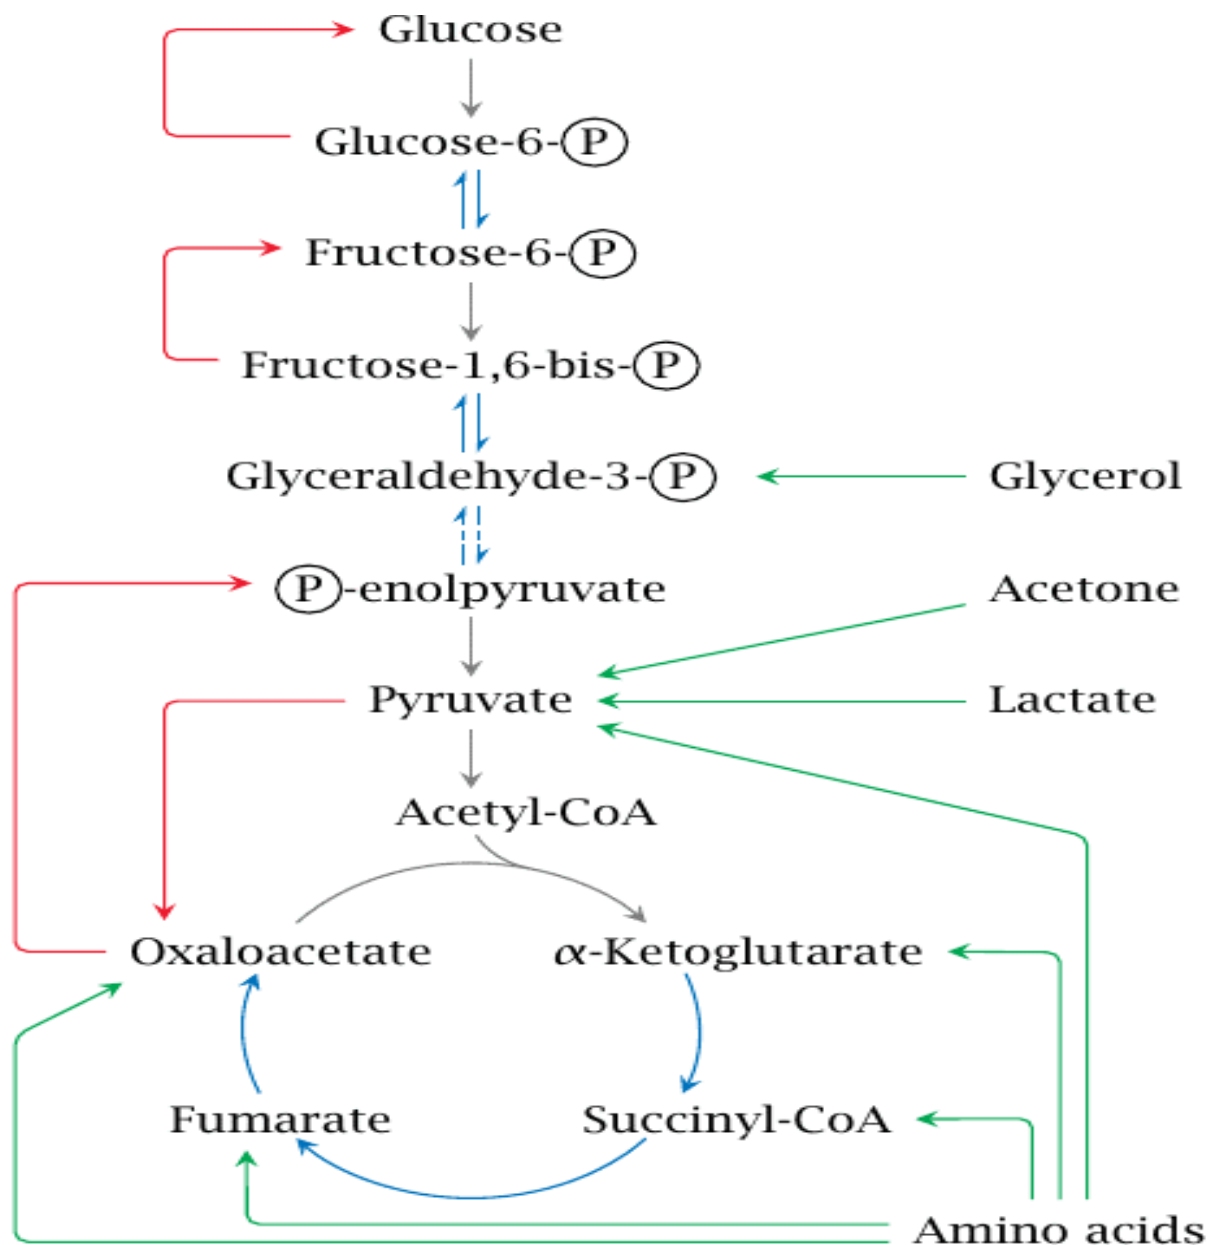 Glucose
Glucose-6-P
Fructose-6-P
Fructose-1,6-bis-P
Glyceraldehyde-3-P
Glycerol
P-enolpyruvate
Acetone
Pyruvate
Lactate
Acetyl-CoA
Oxaloacetate
α-Ketoglutarate
Fumarate
Succinyl-CoA
Amino acids